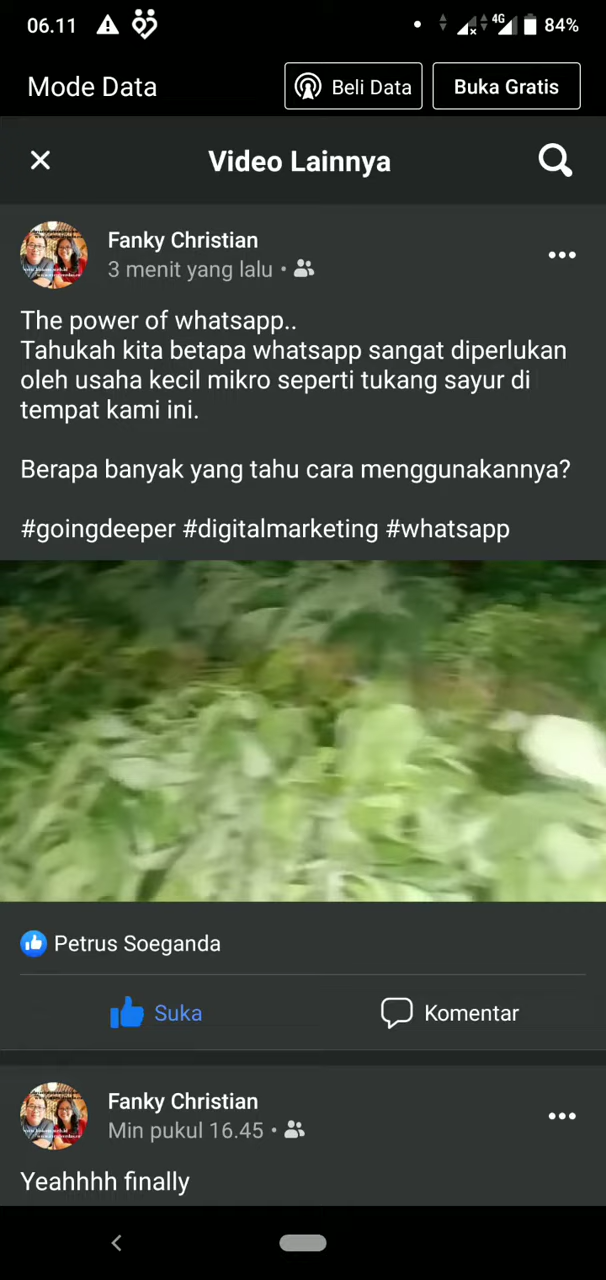 06.11
4G
84%
Mode Data
Beli Data
Buka Gratis
Video Lainnya
Fanky Christian
3 menit yang lalu •
The power of whatsapp..
Tahukah kita betapa whatsapp sangat diperlukan
oleh usaha kecil mikro seperti tukang sayur di
tempat kami ini.
Berapa banyak yang tahu cara menggunakannya?
#goingdeeper #digitalmarketing #whatsapp
Petrus Soeganda
Suka
Komentar
Fanky Christian
Min pukul 16.45 •
Yeahhhh finally